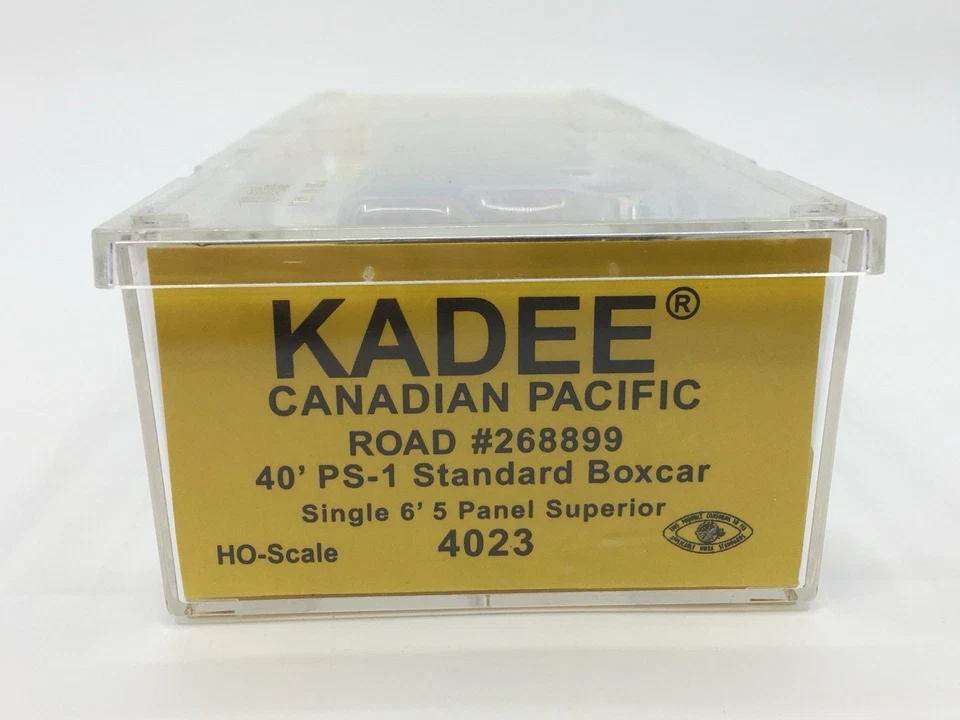 KADEE®
CANADIAN PACIFIC
ROAD #268899
40’ PS-1 Standard Boxcar
Single 6’ 5 Panel Superior
HO-Scale 4023